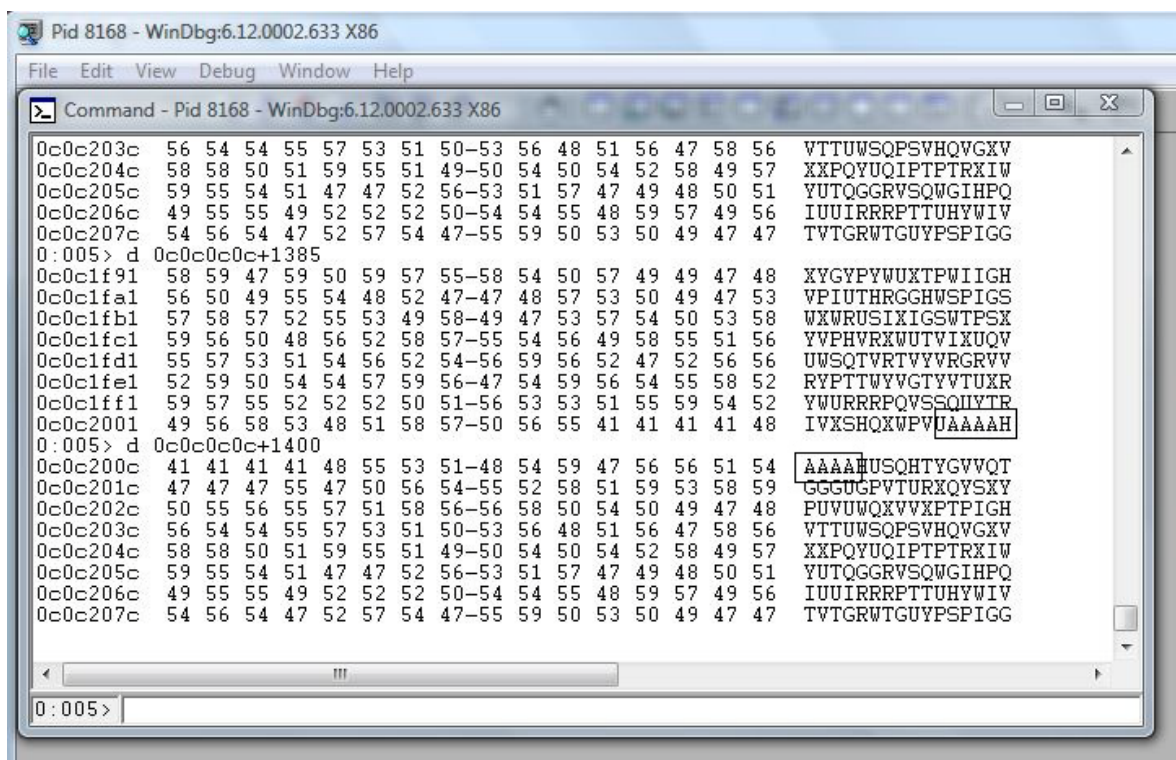 Pid 8168 - WinDbg:6.12.0002.633 X86
File Edit View Debug Window Help
Command - Pid 8168 - WinDbg:6.12.0002.633 X86
0c0c203c 56 54 54 55 57 53 51 50-53 56 48 51 56 47 58 56 VTTUWSQPSVHQVGXV
0c0c204c 58 58 50 51 59 55 51 49-50 54 50 54 52 58 49 57 XXPQYUQIPTPTRXIW
0c0c205c 59 55 54 51 47 47 52 56-53 51 57 47 49 48 50 51 YUTQGGRVSQWGIHPQ
0c0c206c 49 55 55 49 52 52 52 50-54 54 55 48 59 57 49 56 IUUIRRRPTTUHYWIV
0c0c207c 54 56 54 47 52 57 54 47-55 59 50 53 50 49 47 47 TVTGRWTGUYPSPIGG
0:005> d 0c0c0c0c+1385
0c0c1f91 58 59 47 59 50 59 57 55-58 54 50 57 49 49 47 48 XYGYPYWUXTPWIIGH
0c0c1fa1 56 50 49 55 54 48 52 47-47 48 57 53 50 49 47 53 VPIUTHRGGHWSPIGS
0c0c1fb1 57 58 57 52 55 53 49 58-49 47 53 57 54 50 53 58 WXWRUSIXIGSWTPSX
0c0c1fc1 59 56 50 48 56 52 58 57-55 54 56 49 58 55 51 56 YVPHVRXWUTVIXUQV
0c0c1fd1 55 57 53 51 54 56 52 54-56 59 56 52 47 52 56 56 UWSQTVRTVYVRGRVV
0c0c1fe1 52 59 50 54 54 57 59 56-47 54 59 56 54 55 58 52 RYPTTWYVGTYVTUXR
0c0c1ff1 59 57 55 52 52 52 50 51-56 53 53 51 55 59 54 52 YWURRRPQVSSQUYTR
0c0c2001 49 56 58 53 48 51 58 57-50 56 55 41 41 41 41 48 IVXSHQXWPVUAAAAH
0:005> d 0c0c0c0c+1400
0c0c200c 41 41 41 41 48 55 53 51-48 54 59 47 56 56 51 54 AAAAHUSQHTYGVVQT
0c0c201c 47 47 47 55 47 50 56 54-55 52 58 51 59 53 58 59 GGGUGPVTURXQYSXY
0c0c202c 50 55 56 55 57 51 58 56-56 58 50 54 50 49 47 48 PUVUWQXVVXPTPIGH
0c0c203c 56 54 54 55 57 53 51 50-53 56 48 51 56 47 58 56 VTTUWSQPSVHQVGXV
0c0c204c 58 58 50 51 59 55 51 49-50 54 50 54 52 58 49 57 XXPQYUQIPTPTRXIW
0c0c205c 59 55 54 51 47 47 52 56-53 51 57 47 49 48 50 51 YUTQGGRVSQWGIHPQ
0c0c206c 49 55 55 49 52 52 52 50-54 54 55 48 59 57 49 56 IUUIRRRPTTUHYWIV
0c0c207c 54 56 54 47 52 57 54 47-55 59 50 53 50 49 47 47 TVTGRWTGUYPSPIGG
0:005>